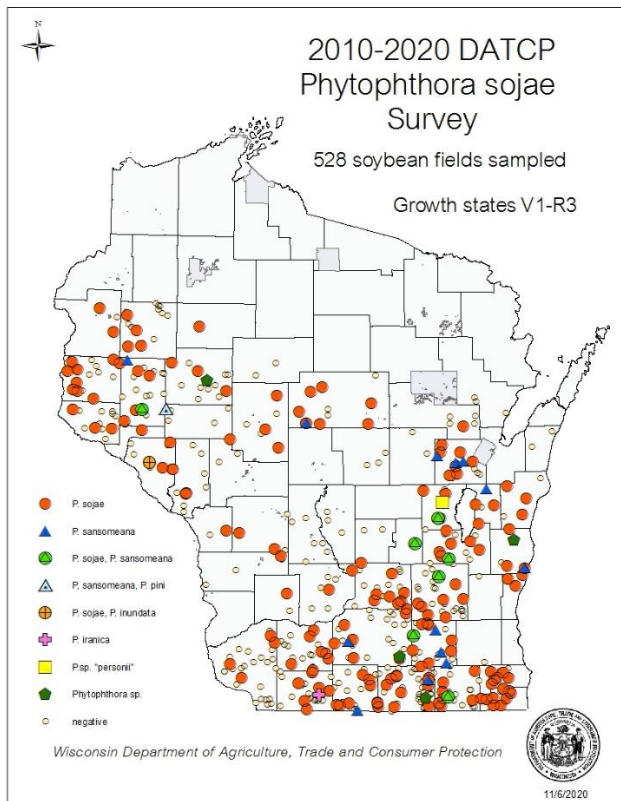 2010-2020 DATCP
Phytophthora sojae
Survey
528 soybean fields sampled
Growth states V1-R3
P. sojae
P. sansomeana
P. sojae, P. sansomeana
P. sansomeana, P. pini
P. sojae, P. inundata
P. iranica
P.sp. "personii"
Phytophthora sp.
negative
Wisconsin Department of Agriculture, Trade and Consumer Protection
11/6/2020